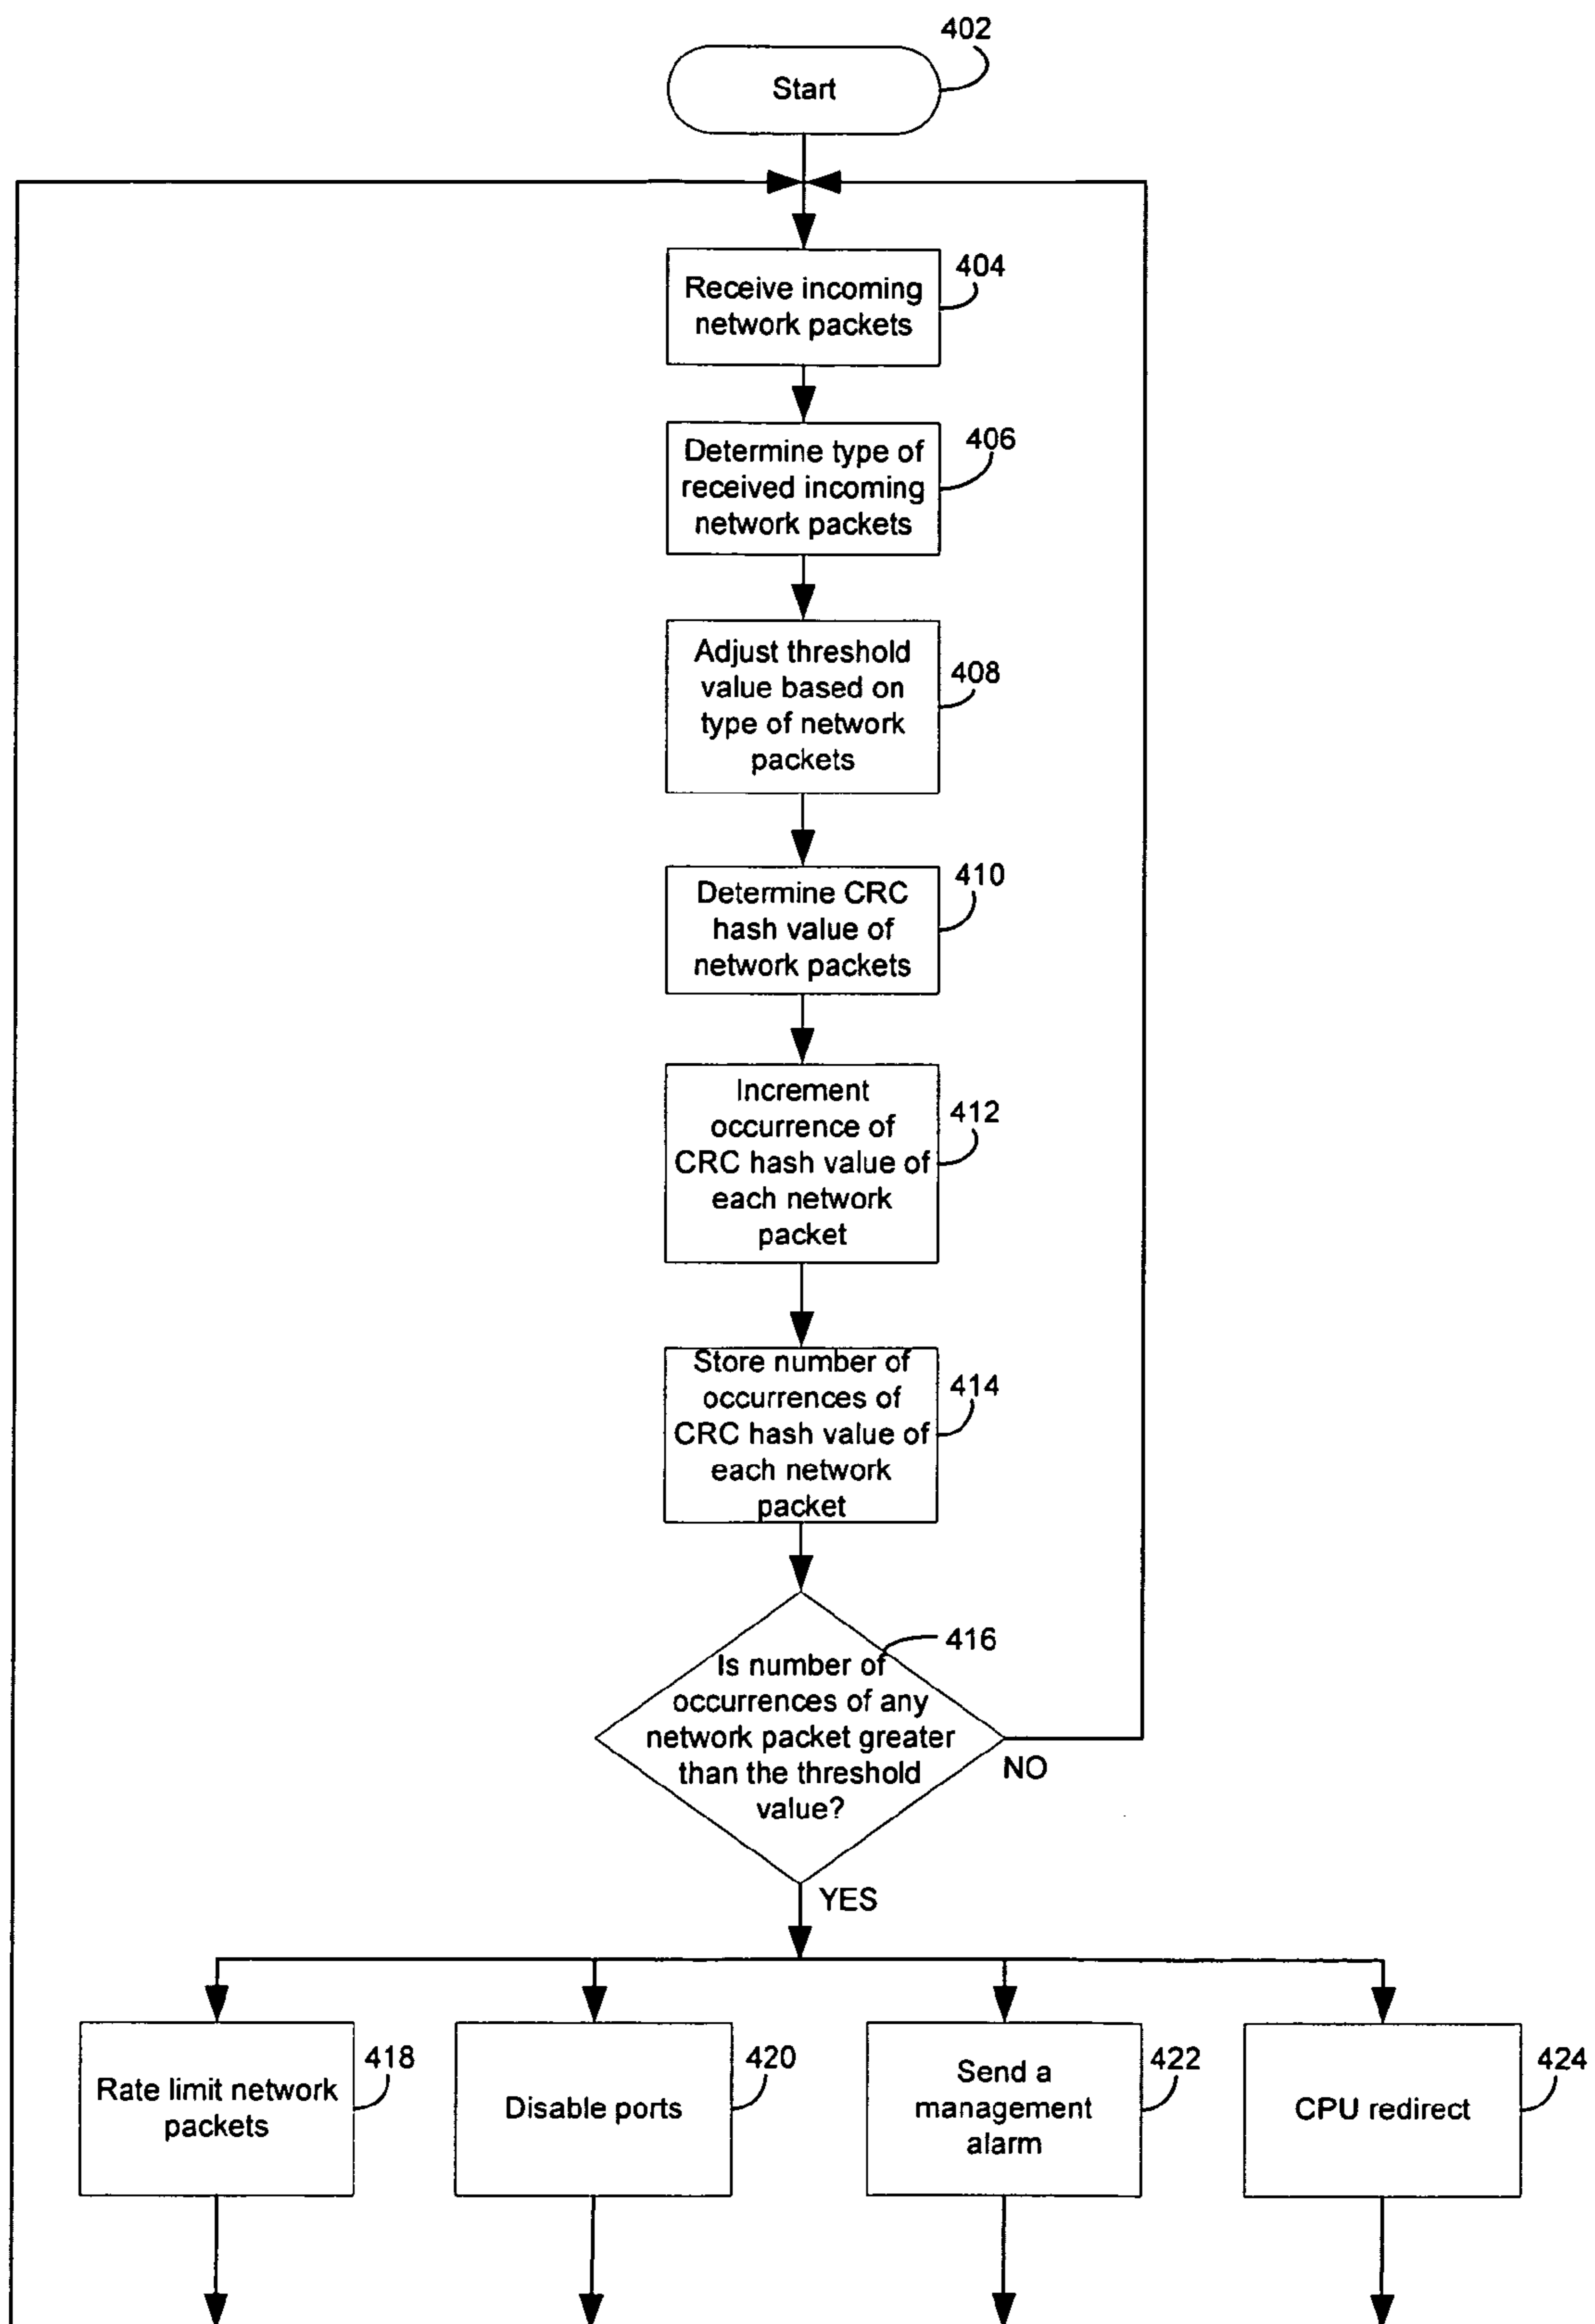 402
Start
404
Receive incoming
network packets
406
Determine type of
received incoming
network packets
408
Adjust threshold
value based on
type of network
packets
410
Determine CRC
hash value of
network packets
412
Increment
occurrence of
CRC hash value of
each network
packet
414
Store number of
occurrences of
CRC hash value of
each network
packet
416
Is number of
occurrences of any
network packet greater
than the threshold
value?
NO
YES
418
Rate limit network
packets
420
Disable ports
422
Send a
management
alarm
424
CPU redirect